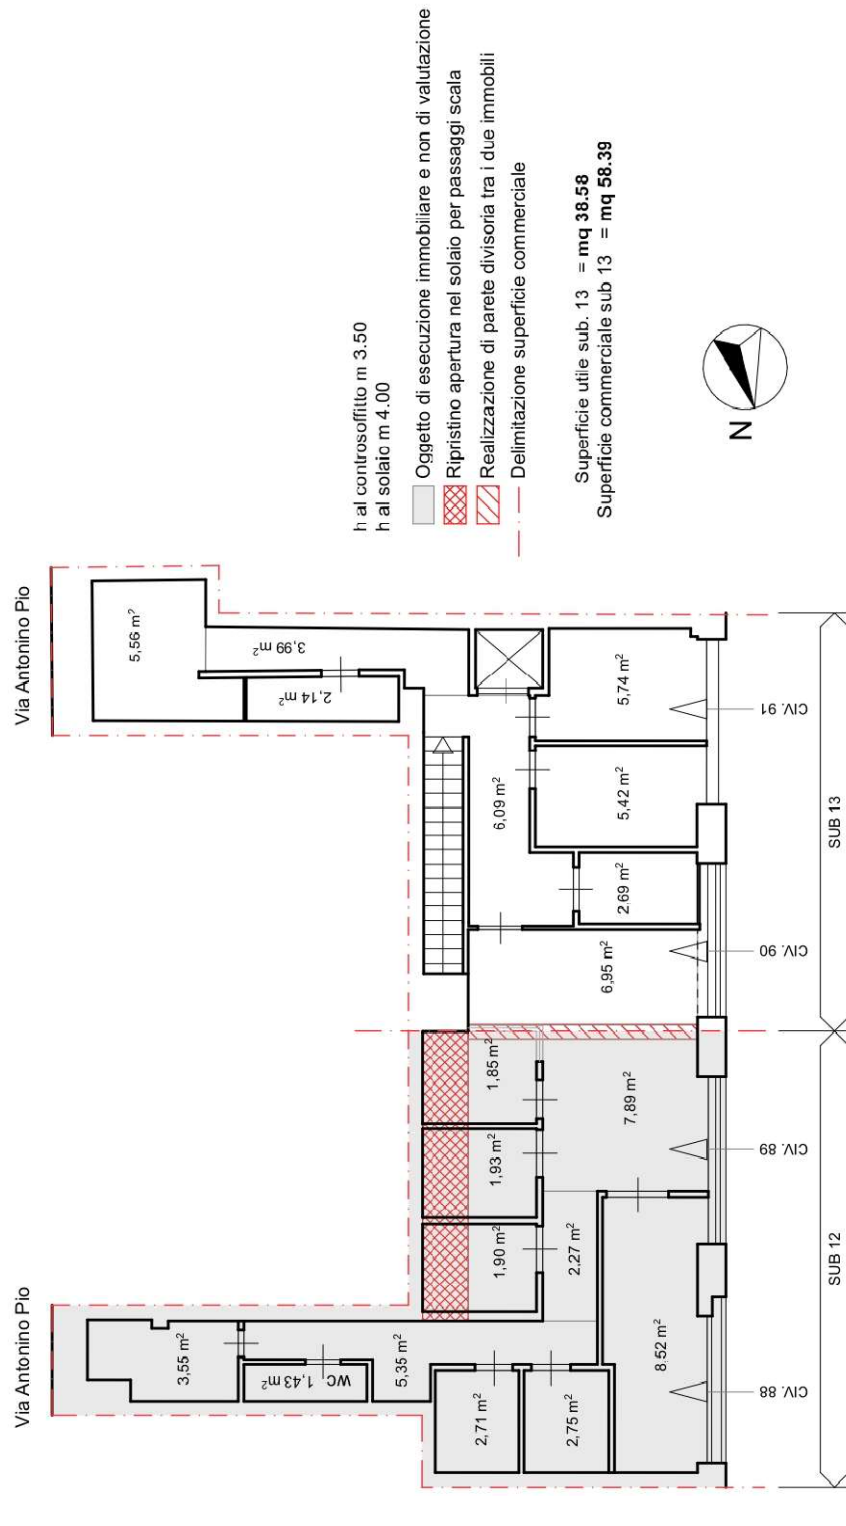 Via Antonino Pio
Via Antonino Pio
h al controsoffitto m 3.50
h al solaio m 4.00
Oggetto di esecuzione immobiliare e non di valutazione
Ripristino apertura nel solaio per passaggi scala
Realizzazione di parete divisoria tra i due immobili
Delimitazione superficie commerciale
Superficie utile sub. 13 = mq 38.58
Superficie commerciale sub 13 = mq 58.39
N
3,55 m²
WC
1,43 m²
5,35 m²
2,71 m²
2,75 m²
1,90 m²
1,93 m²
1,85 m²
2,27 m²
7,89 m²
8.52 m²
5,56 m²
3,99 m²
2,14 m²
6,09 m²
5,74 m²
5,42 m²
2.69 m²
6,95 m²
CIV. 88
CIV. 89
CIV. 90
CIV. 91
SUB 12
SUB 13